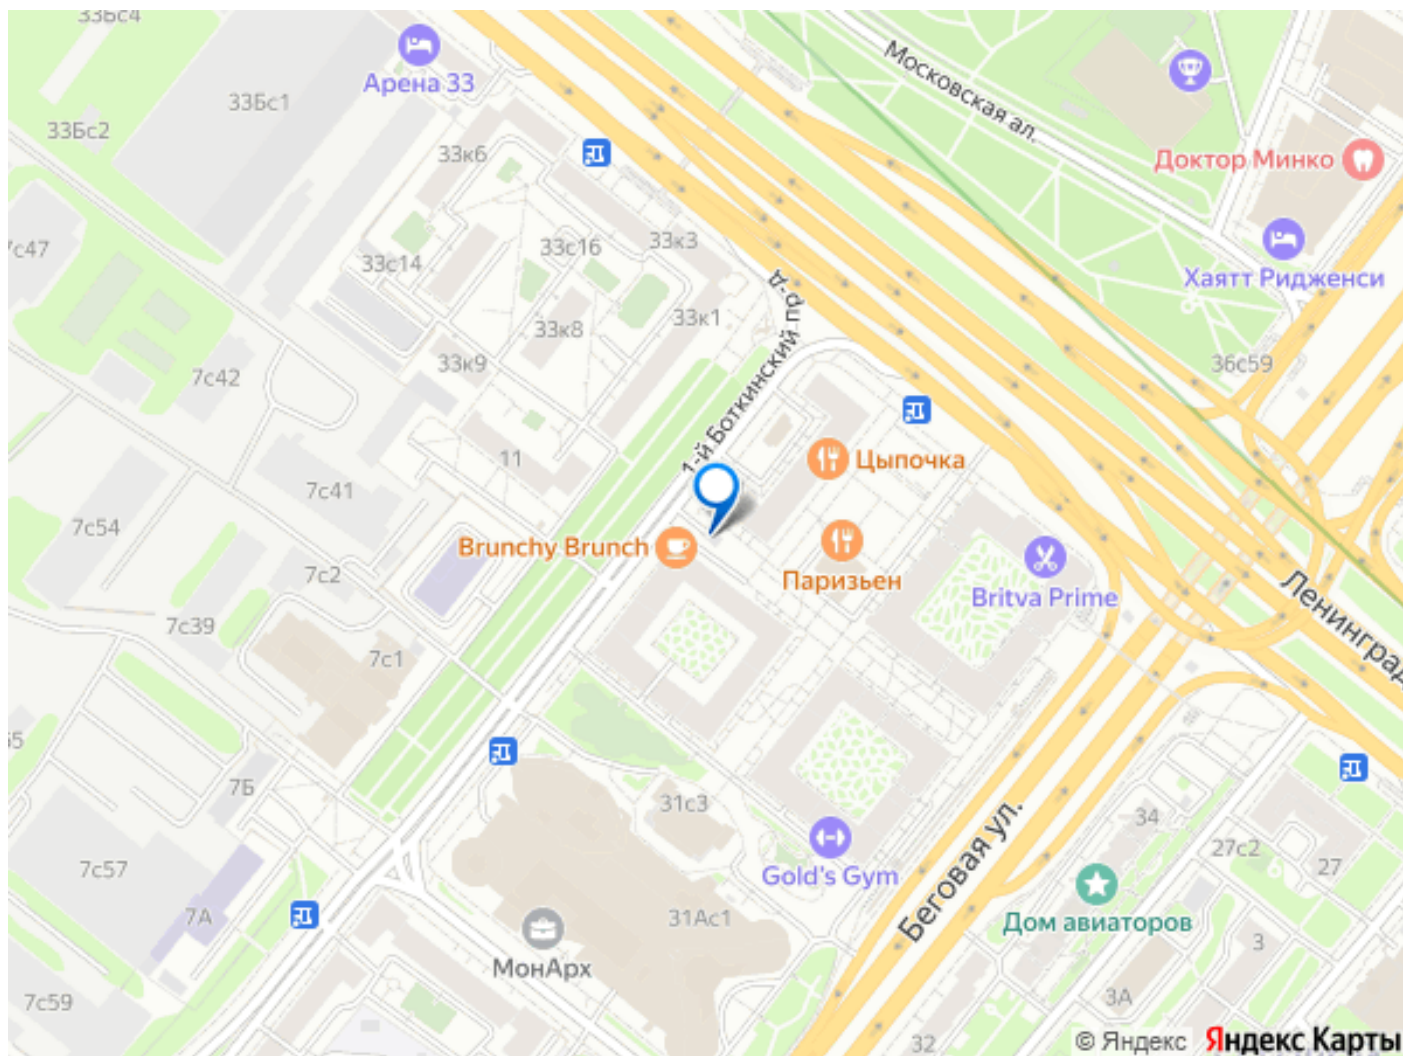 33Бс4
Арена 33
33Бс1
33Бс2
33к6
Московская ал.
Доктор Минко
Хаятт Ридженси
7с47
33с14
33с16
33к3
33к1
33к8
33к9
7с42
1-й Боткинский пр-д
36с59
11
Цыпочка
7с41
7с54
Brunchy Brunch
Паризьен
Britva Prime
7с2
7с39
7с1
Ленинград
7Б
31с3
34
27с2
27
7с57
Gold's Gym
Беговая ул.
7А
31Ас1
Дом авиаторов
3
МонАрх
7с59
3А
32
© Яндекс Яндекс Карты